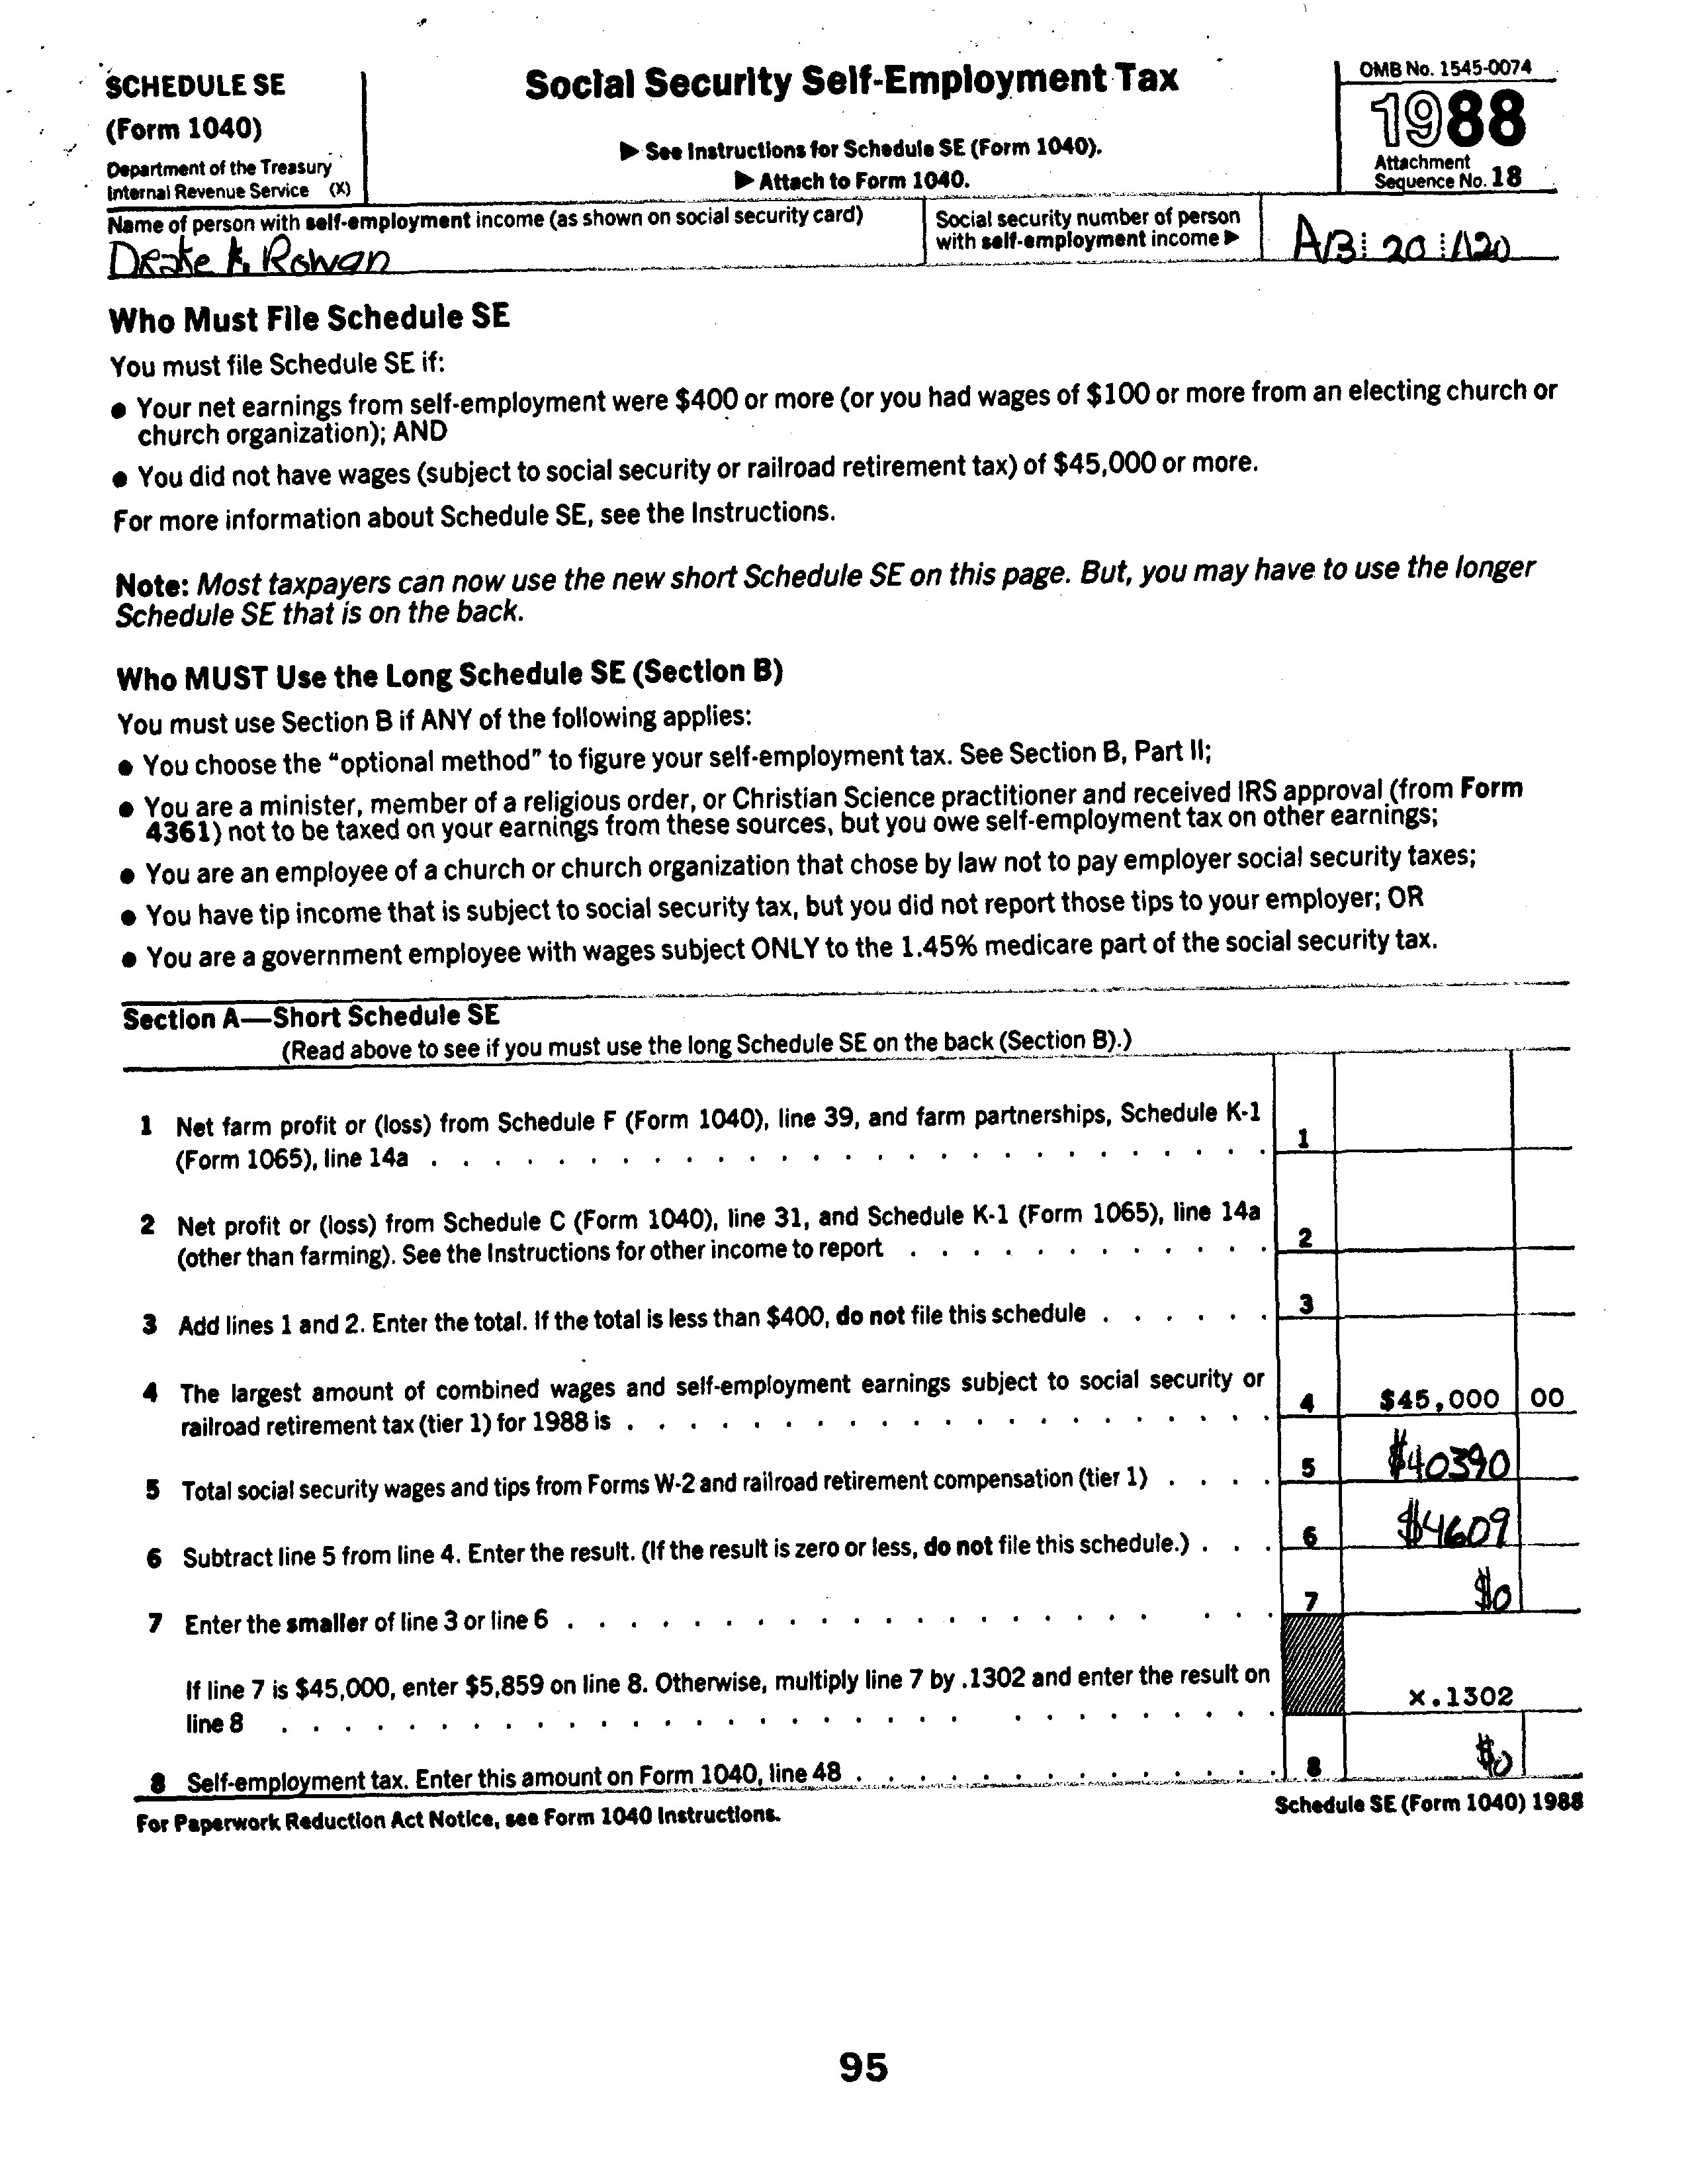 SCHEDULE SE
(Form 1040)
Department of the Treasury
Internal Revenue Service (X)
Social Security Self-Employment Tax
▶ See Instructions for Schedule SE (Form 1040).
▶ Attach to Form 1040.
OMB No. 1545-0074
1988
Attachment
Sequence No. 18
Name of person with self-employment income (as shown on social security card)
Drake K. Rowan
Social security number of person
with self-employment income ▶
20
Who Must File Schedule SE
You must file Schedule SE if:
● Your net earnings from self-employment were $400 or more (or you had wages of $100 or more from an electing church or
church organization); AND
● You did not have wages (subject to social security or railroad retirement tax) of $45,000 or more.
For more information about Schedule SE, see the Instructions.
Note: Most taxpayers can now use the new short Schedule SE on this page. But, you may have to use the longer
Schedule SE that is on the back.
Who MUST Use the Long Schedule SE (Section B)
You must use Section B if ANY of the following applies:
● You choose the "optional method" to figure your self-employment tax. See Section B, Part II;
● You are a minister, member of a religious order, or Christian Science practitioner and received IRS approval (from Form
4361) not to be taxed on your earnings from these sources, but you owe self-employment tax on other earnings;
● You are an employee of a church or church organization that chose by law not to pay employer social security taxes;
● You have tip income that is subject to social security tax, but you did not report those tips to your employer; OR
● You are a government employee with wages subject ONLY to the 1.45% medicare part of the social security tax.
Section A—Short Schedule SE
(Read above to see if you must use the long Schedule SE on the back (Section B).)
1 Net farm profit or (loss) from Schedule F (Form 1040), line 39, and farm partnerships, Schedule K-1
(Form 1065), line 14a . . . . . . . . . . . . . . . . . . . . . . . . . . . 1
2 Net profit or (loss) from Schedule C (Form 1040), line 31, and Schedule K-1 (Form 1065), line 14a
(other than farming). See the Instructions for other income to report . . . . . . . . . . . . 2
3 Add lines 1 and 2. Enter the total. If the total is less than $400, do not file this schedule . . . . . . 3
4 The largest amount of combined wages and self-employment earnings subject to social security or
railroad retirement tax (tier 1) for 1988 is . . . . . . . . . . . . . . . . . . . . . 4 $45,000 00
5 Total social security wages and tips from Forms W-2 and railroad retirement compensation (tier 1) . . . . 5 $40390
6 Subtract line 5 from line 4. Enter the result. (If the result is zero or less, do not file this schedule.) . . . 6 $4609
7 Enter the smaller of line 3 or line 6 . . . . . . . . . . . . . . . . . . . . . . 7 $0
If line 7 is $45,000, enter $5,859 on line 8. Otherwise, multiply line 7 by .1302 and enter the result on
line 8 . . . . . . . . . . . . . . . . . . . . . . . . . . . . . . x.1302
8 Self-employment tax. Enter this amount on Form 1040, line 48 . . . . . . . . . . . . . . 8 $0
For Paperwork Reduction Act Notice, see Form 1040 Instructions.
Schedule SE (Form 1040) 1988
95